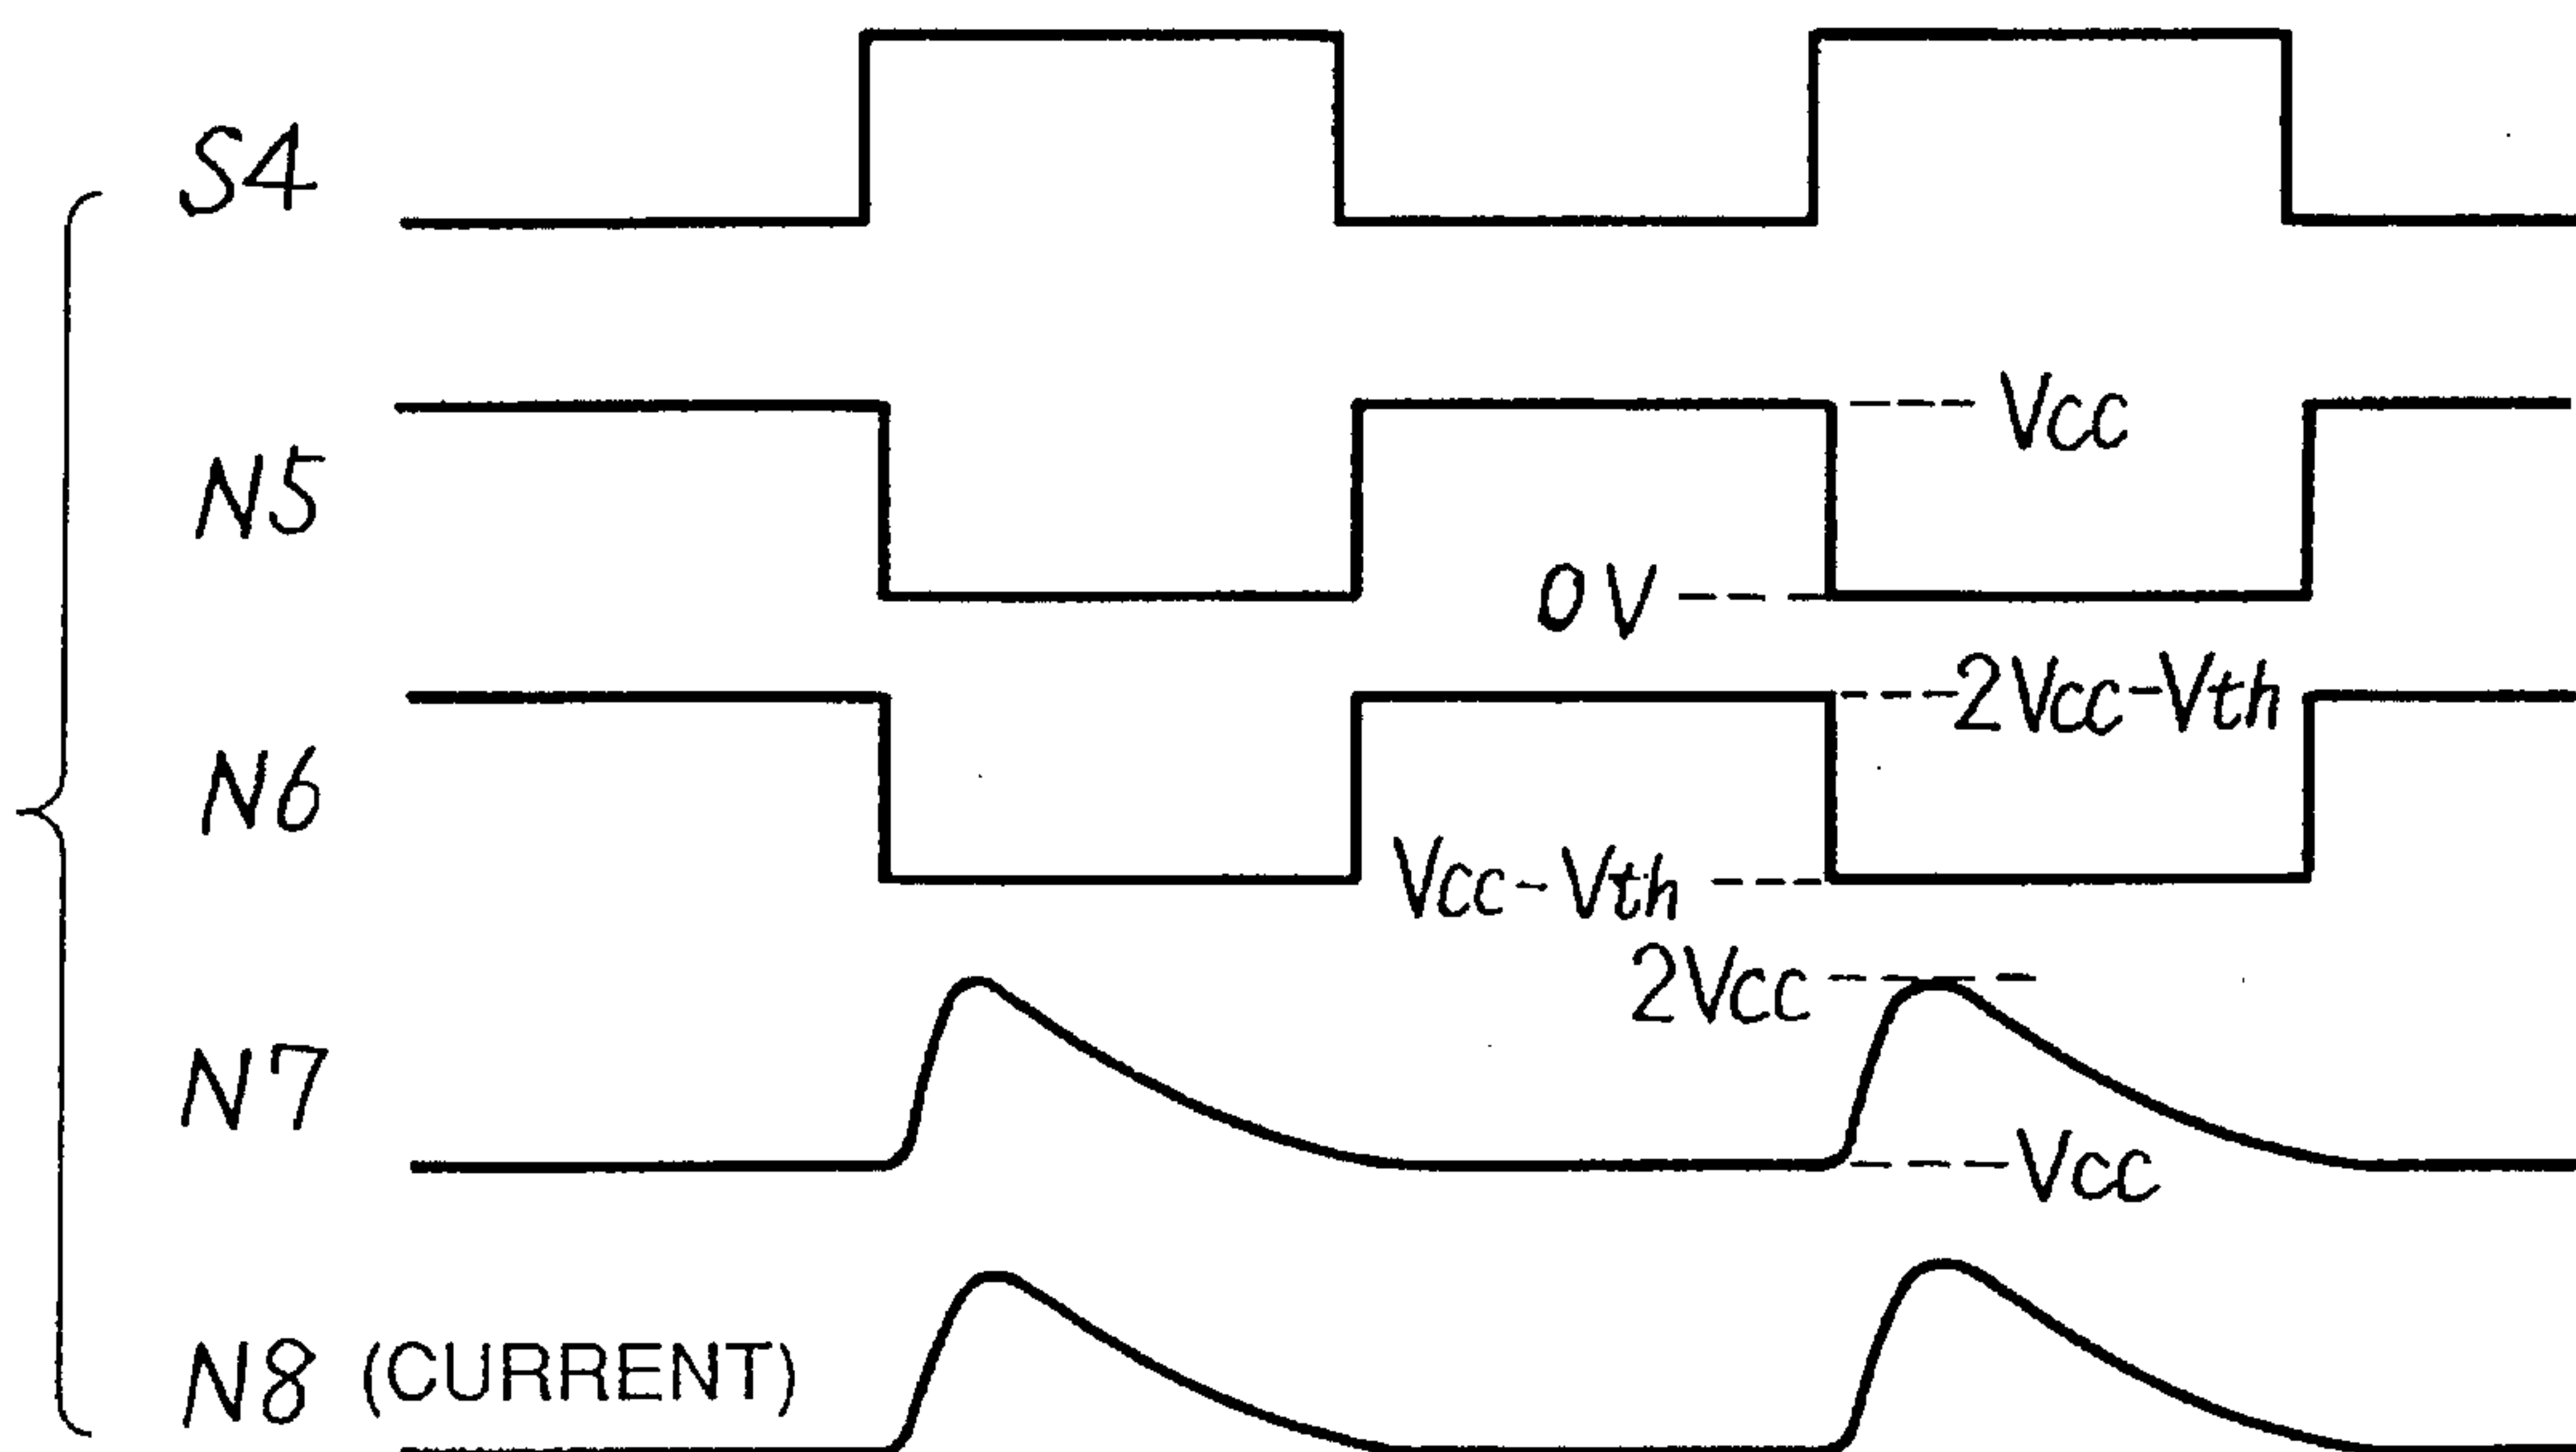 S4
N5
Vcc
0V
N6
2Vcc-Vth
Vcc-Vth
N7
2Vcc
Vcc
N8 (CURRENT)